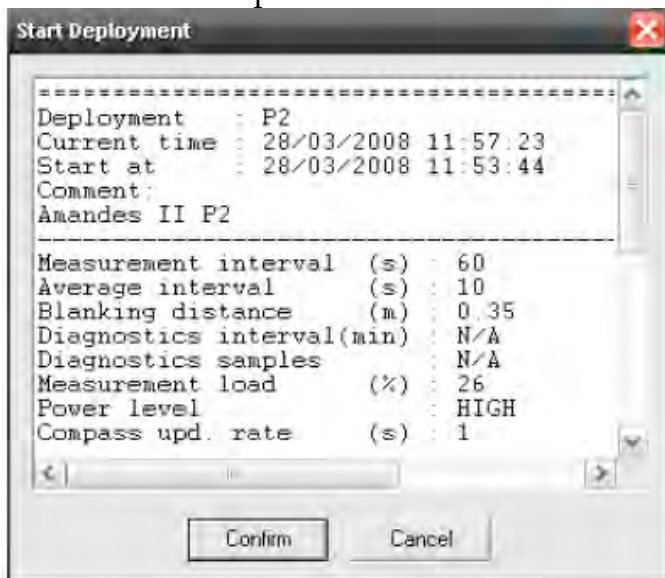 Start Deployment
=======================================
Deployment : P2
Current time : 28/03/2008 11:57:23
Start at : 28/03/2008 11:53:44
Comment:
Amandes II P2
---------------------------------------
Measurement interval (s) : 60
Average interval (s) : 10
Blanking distance (m) : 0.35
Diagnostics interval(min) : N/A
Diagnostics samples : N/A
Measurement load (%) : 26
Power level : HIGH
Compass upd. rate (s) : 1
Confirm Cancel